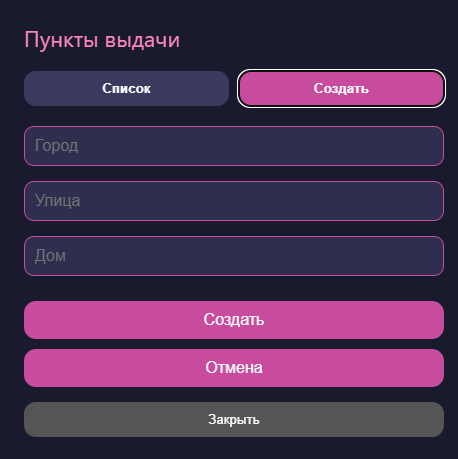 Пункты выдачи
Список
Создать
Город
Улица
Дом
Создать
Отмена
Закрыть